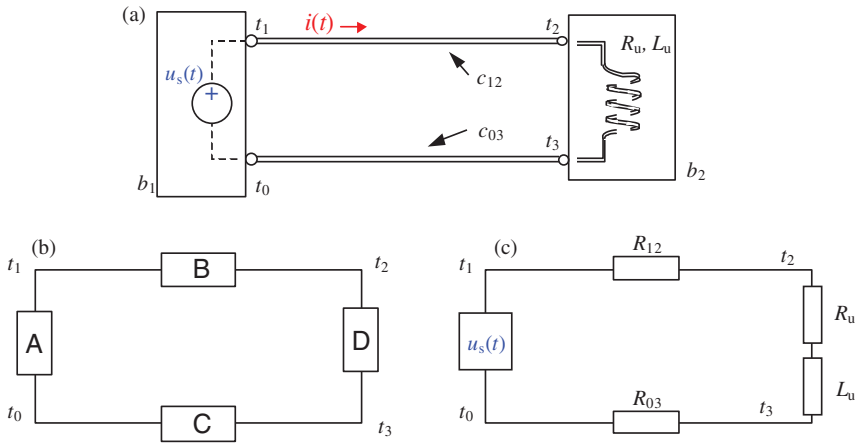 (a)
t₁ i(t) t₂
Rᵤ, Lᵤ
uₛ(t)
+
c₁₂
c₀₃
t₃
b₁ t₀ b₂
(b)
t₁ B t₂
A D
t₀ C t₃
(c)
t₁ R₁₂ t₂
Rᵤ
uₛ(t)
Lᵤ
t₀ R₀₃ t₃